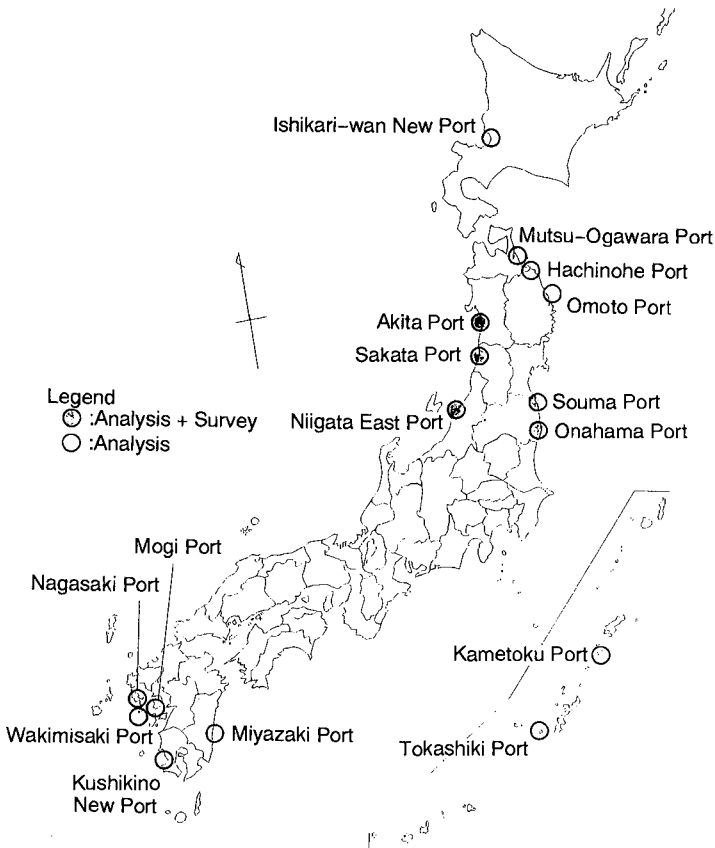 Ishikari-wan New Port
Mutsu-Ogawara Port
Hachinohe Port
Omoto Port
Akita Port
Sakata Port
Legend
:Analysis + Survey
:Analysis
Niigata East Port
Souma Port
Onahama Port
Mogi Port
Nagasaki Port
Kametoku Port
Wakimisaki Port
Miyazaki Port
Tokashiki Port
Kushikino
New Port